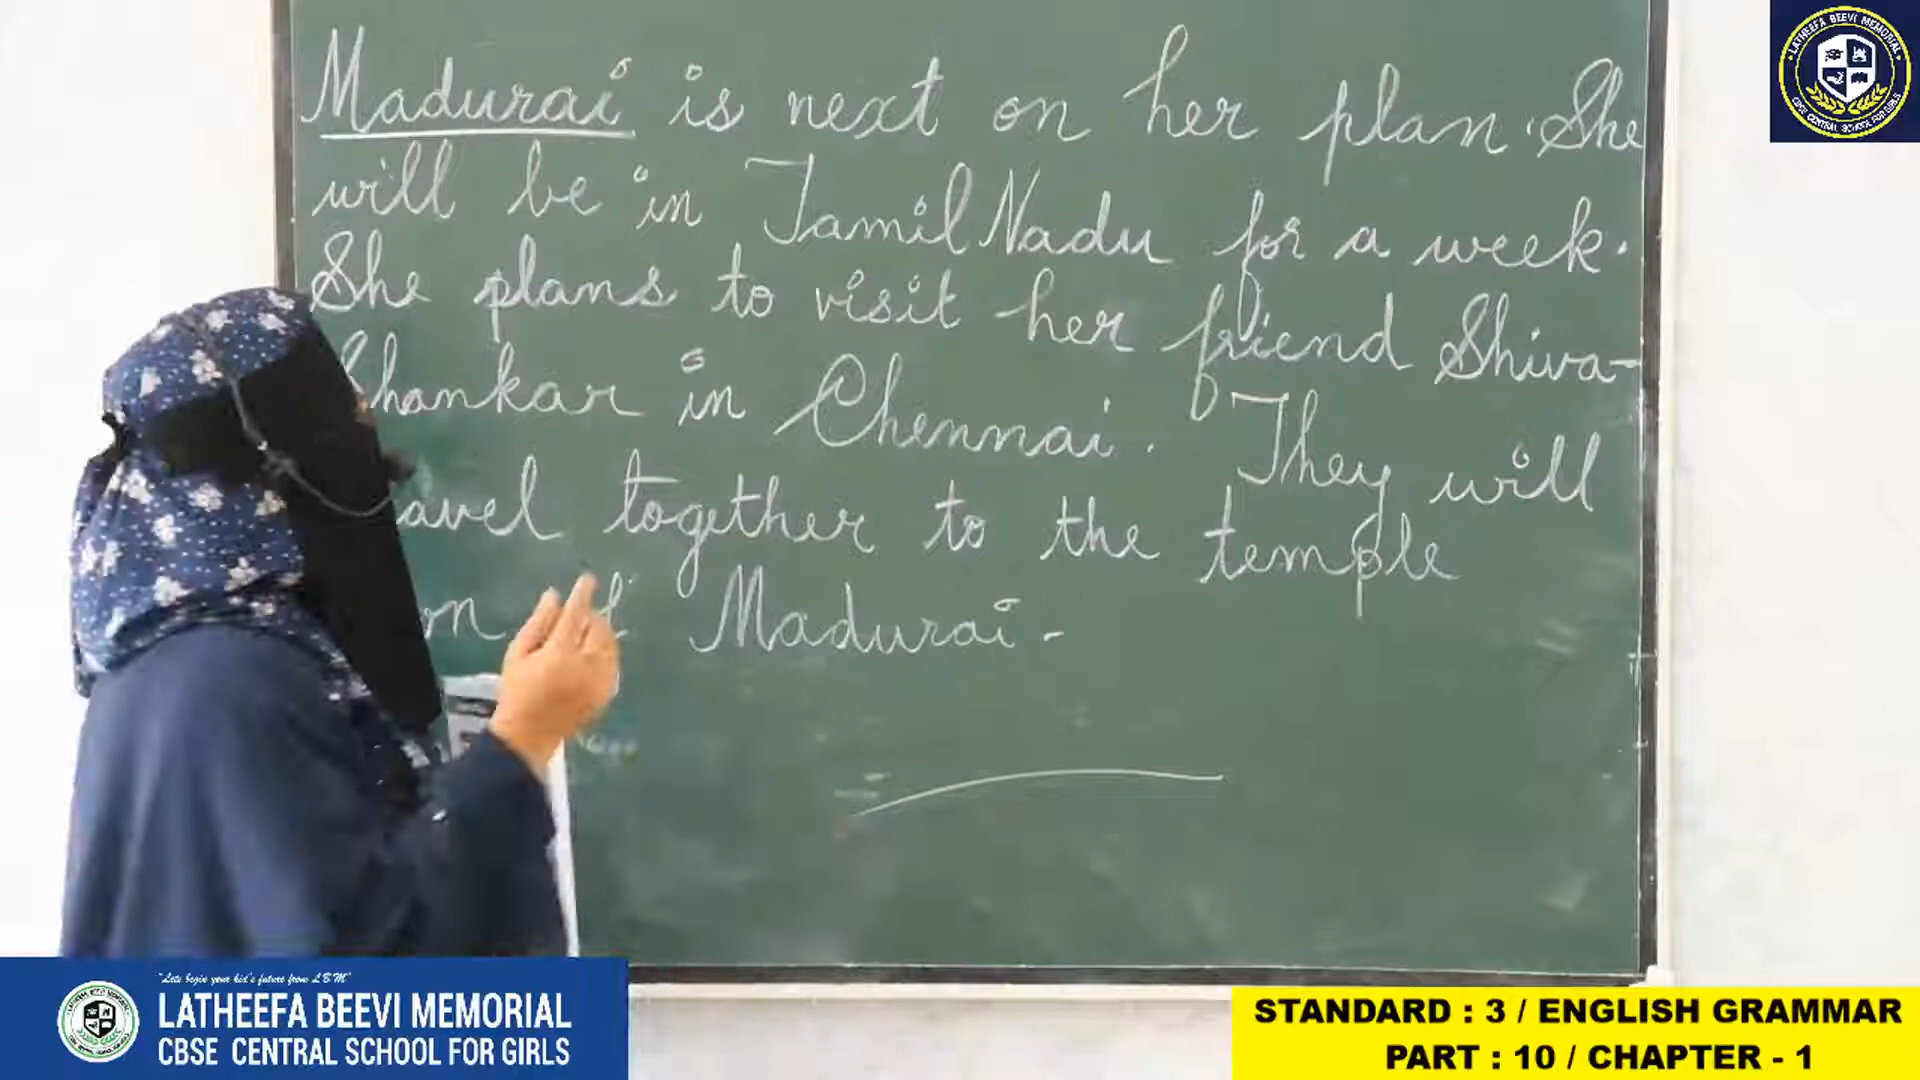 Madurai is next on her plan. She
will be in Tamil Nadu for a week.
She plans to visit her friend Shiva-
Shankar in Chennai. They will
avel together to the temple
on of Madurai.
LATHEEFA BEEVI MEMORIAL
CBSE CENTRAL SCHOOL FOR GIRLS
"Lets begin your kid's future from L B M"
LATHEEFA BEEVI MEMORIAL
CBSE CENTRAL SCHOOL FOR GIRLS
STANDARD : 3 / ENGLISH GRAMMAR
PART : 10 / CHAPTER - 1